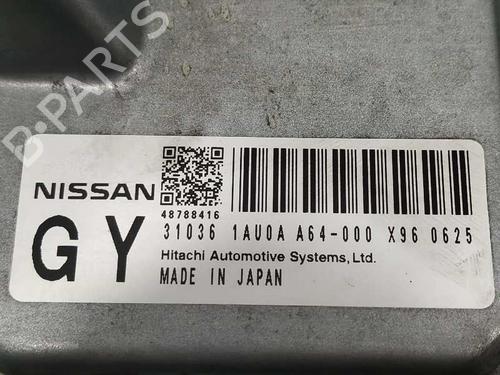 B-PARTS
NISSAN
48788416
GY
31036 1AU0A A64-000 X96 0625
Hitachi Automotive Systems, Ltd.
MADE IN JAPAN